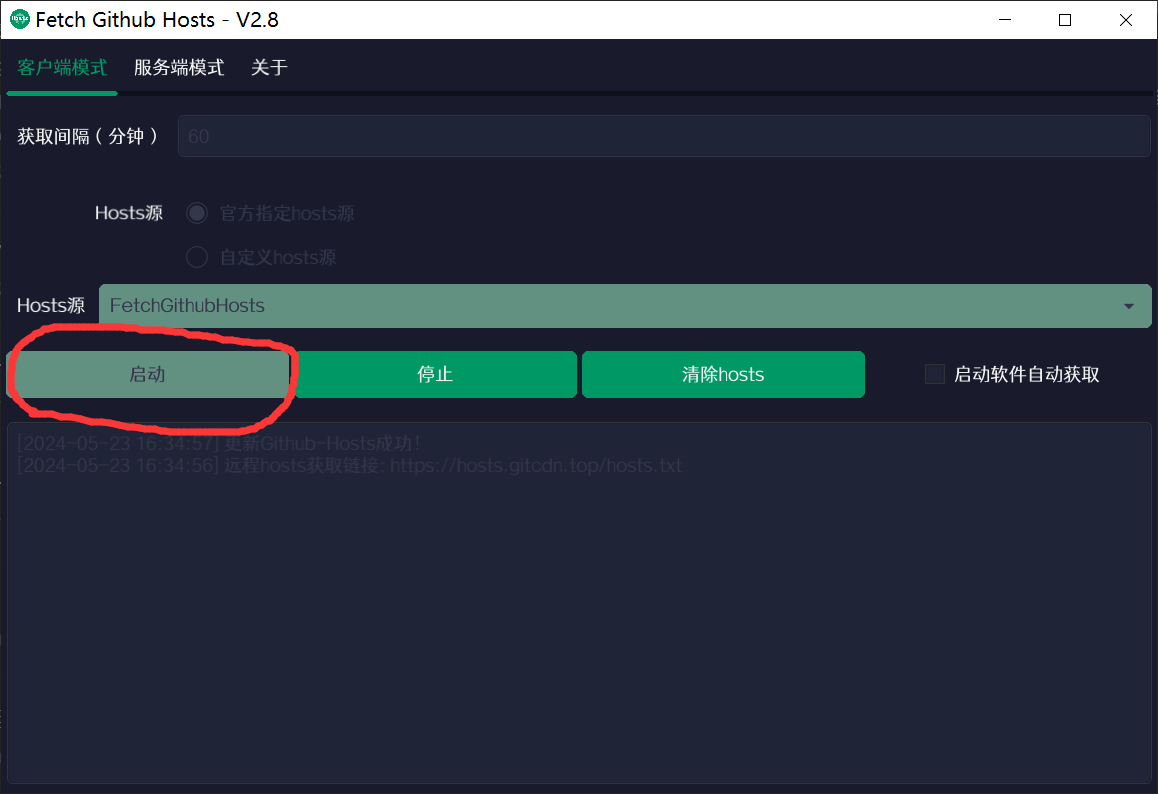 Fetch Github Hosts - V2.8
客户端模式 服务端模式 关于
获取间隔（分钟） 60
Hosts源 官方指定hosts源
自定义hosts源
Hosts源 FetchGithubHosts
启动 停止 清除hosts 启动软件自动获取
[2024-05-23 16:34:57] 更新Github-Hosts成功！
[2024-05-23 16:34:56] 远程hosts获取链接: https://hosts.gitcdn.top/hosts.txt